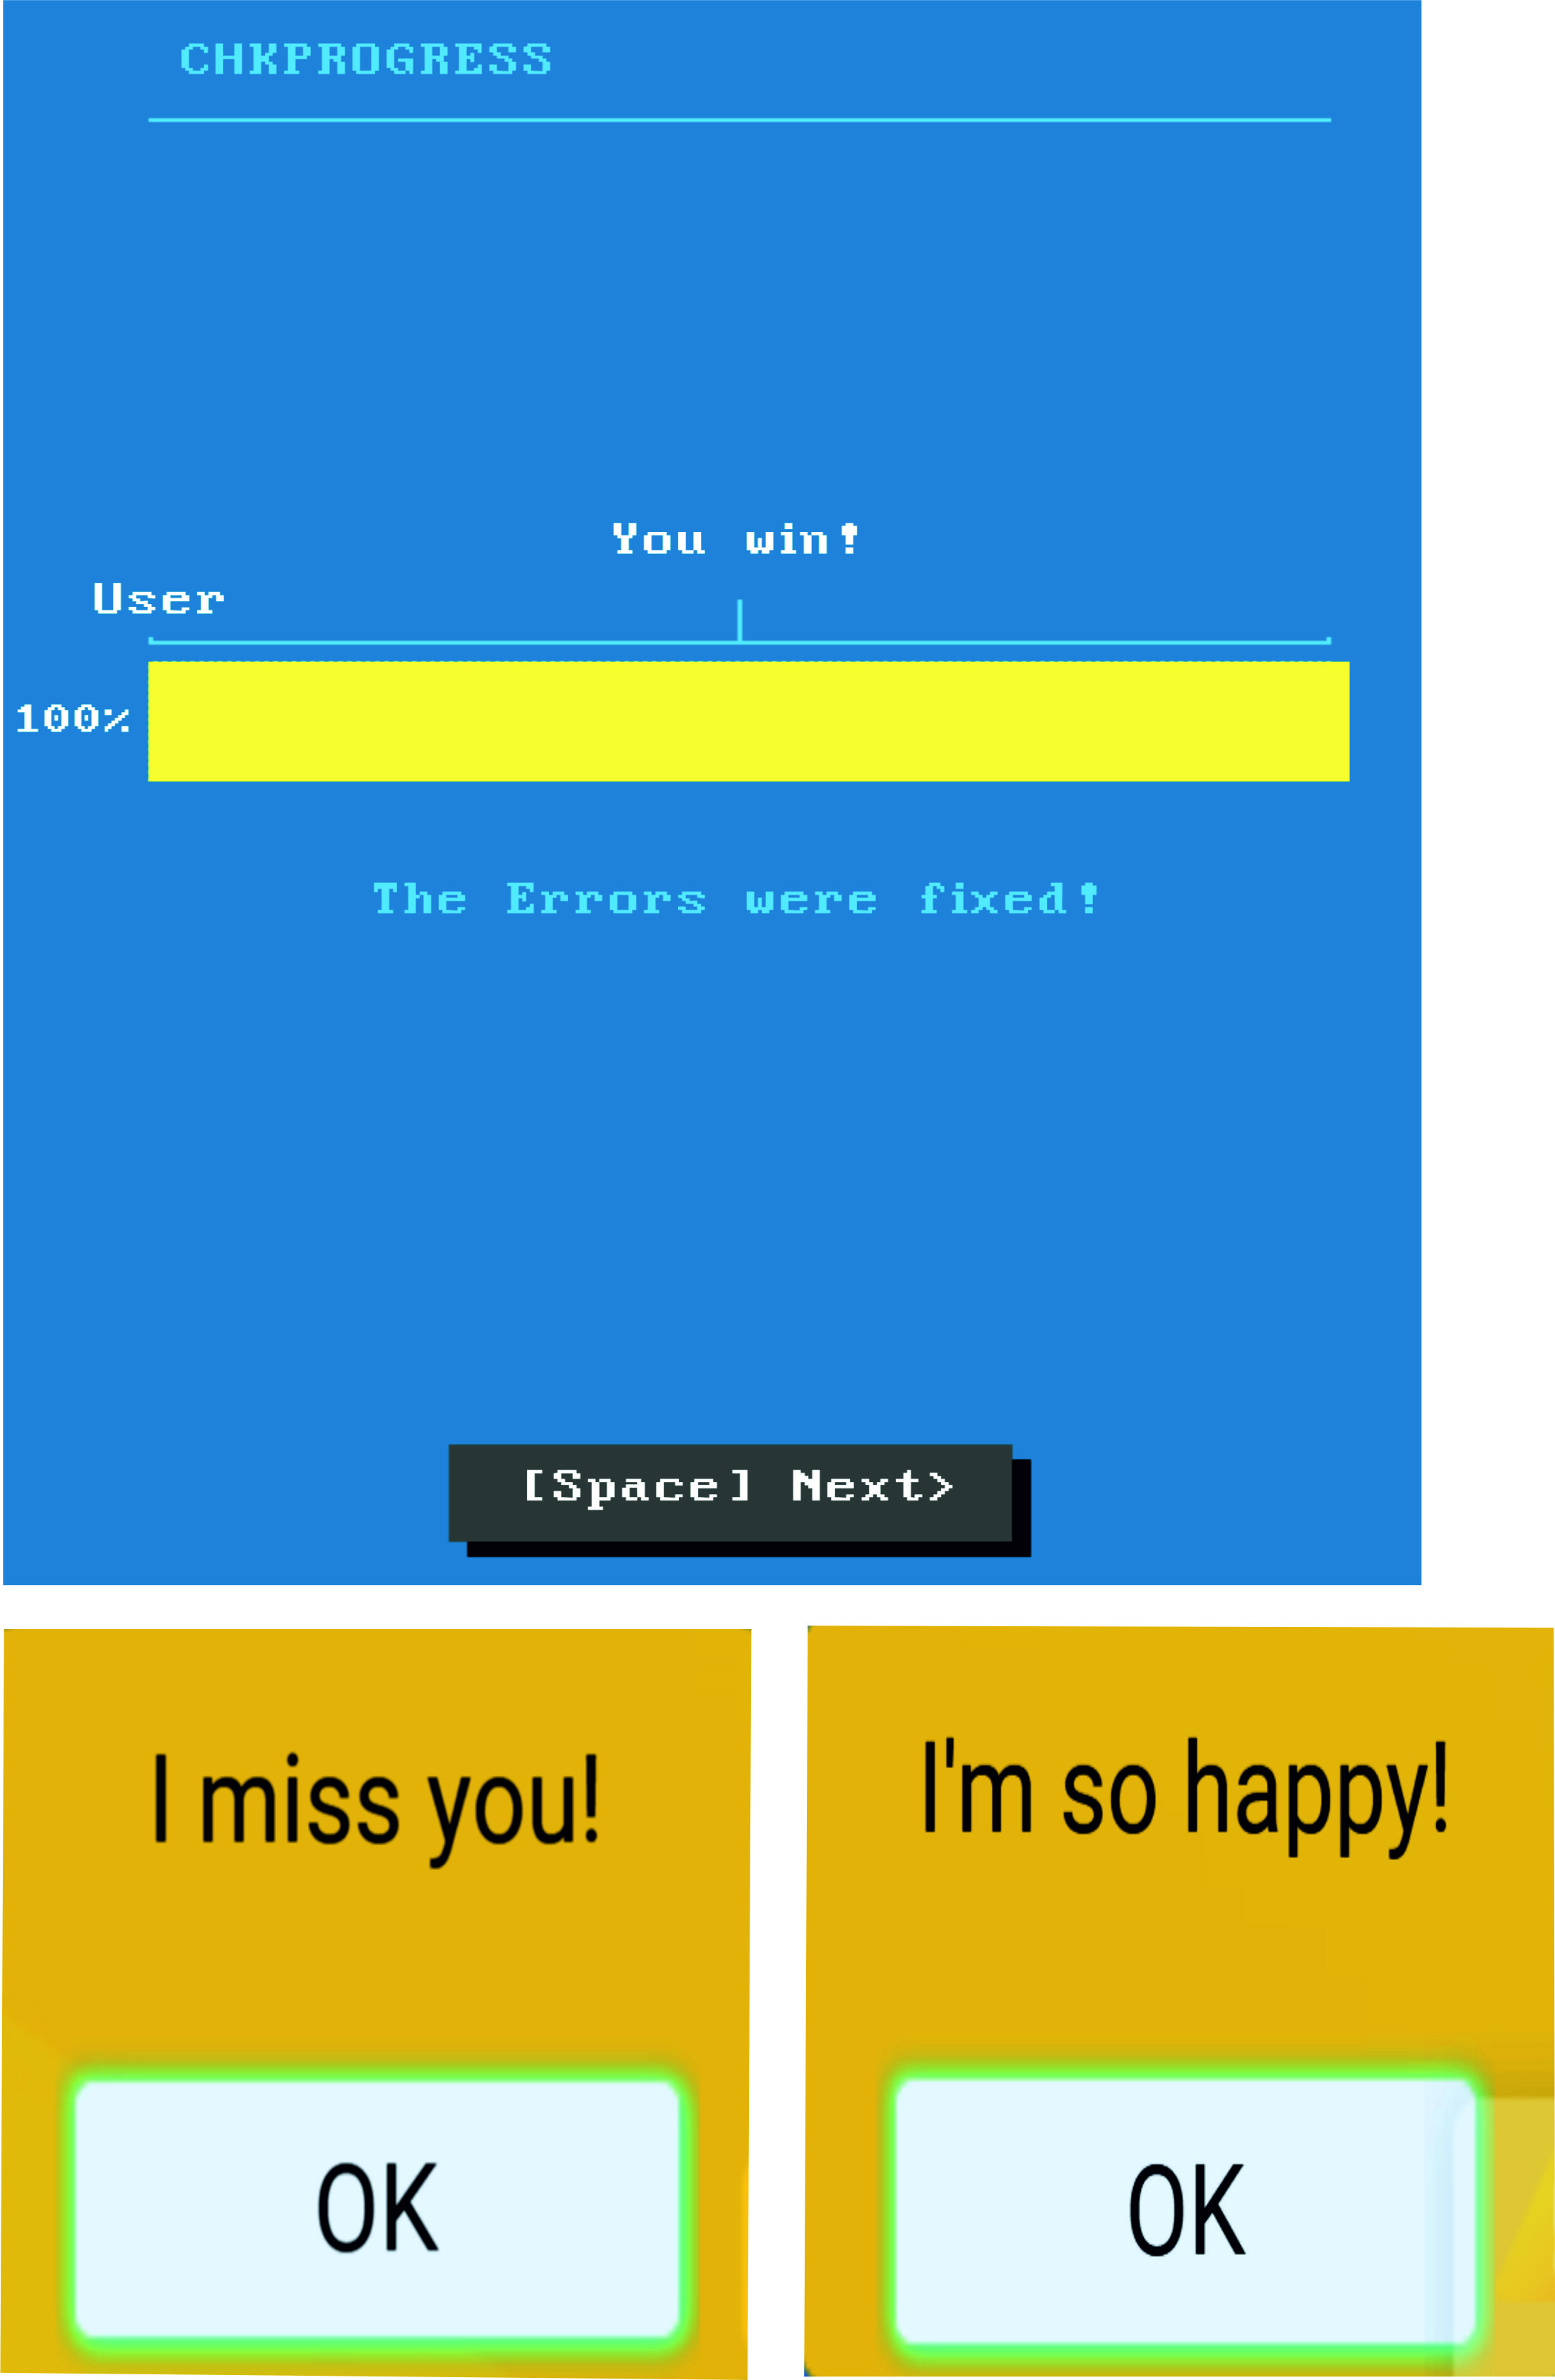 CHKPROGRESS
You win!
User
100%
The Errors were fixed!
[Space] Next>
I miss you!
OK
I'm so happy!
OK